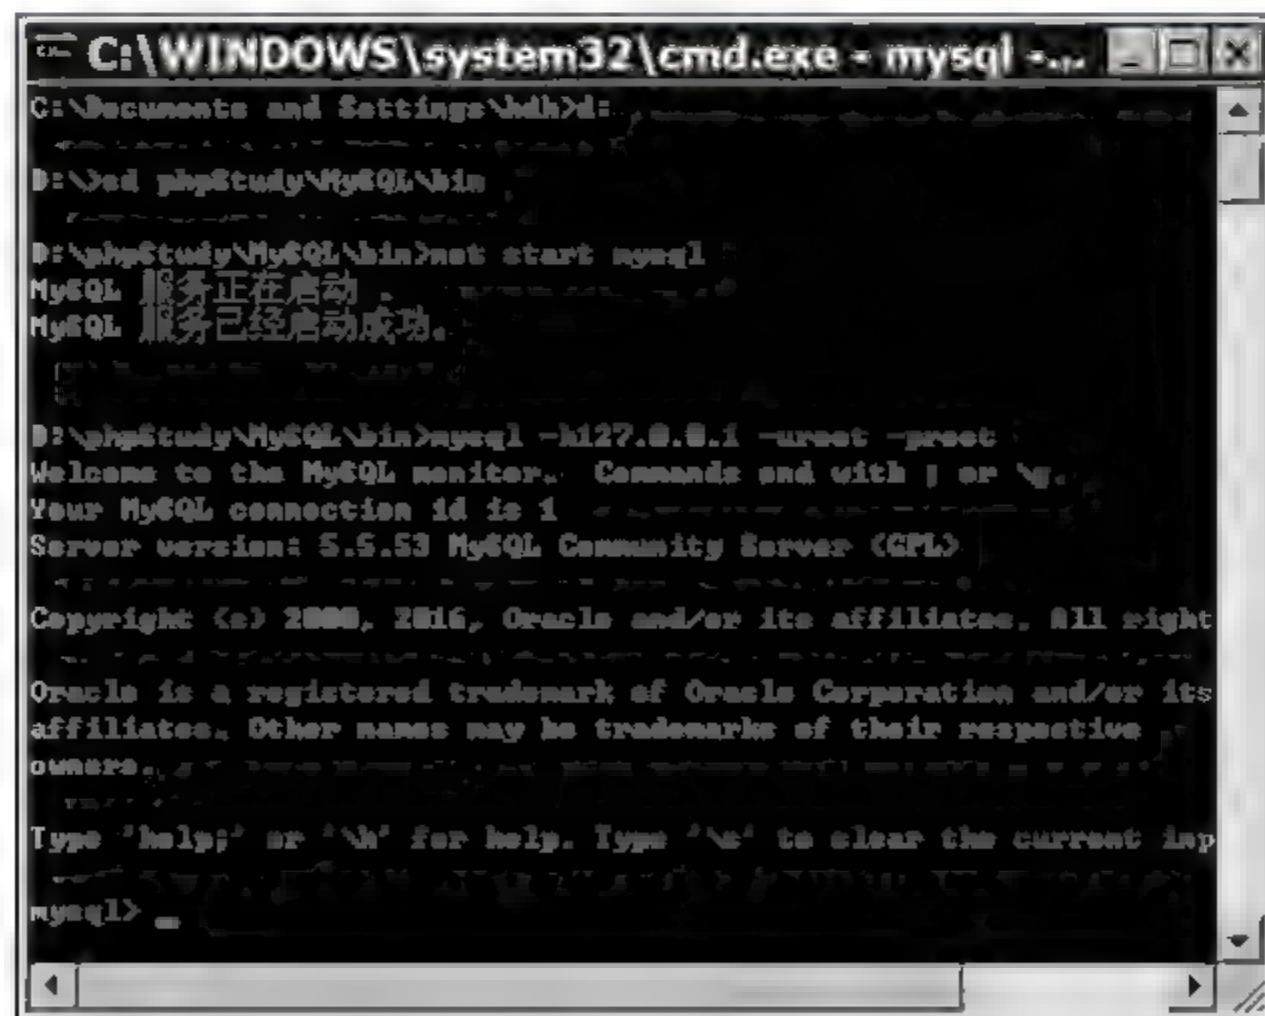 C:\WINDOWS\system32\cmd.exe - mysql -...
C:\Documents and Settings\hdh>d:
D:\>cd phpStudy\MySQL\bin
D:\phpStudy\MySQL\bin>net start mysql
MySQL 服务正在启动 .
MySQL 服务已经启动成功。
D:\phpStudy\MySQL\bin>mysql -h127.0.0.1 -uroot -proot
Welcome to the MySQL monitor.  Commands end with ; or \g.
Your MySQL connection id is 1
Server version: 5.5.53 MySQL Community Server (GPL)
Copyright (c) 2000, 2016, Oracle and/or its affiliates. All right
Oracle is a registered trademark of Oracle Corporation and/or its
affiliates. Other names may be trademarks of their respective
owners.
Type 'help;' or '\h' for help. Type '\c' to clear the current inp
mysql> _